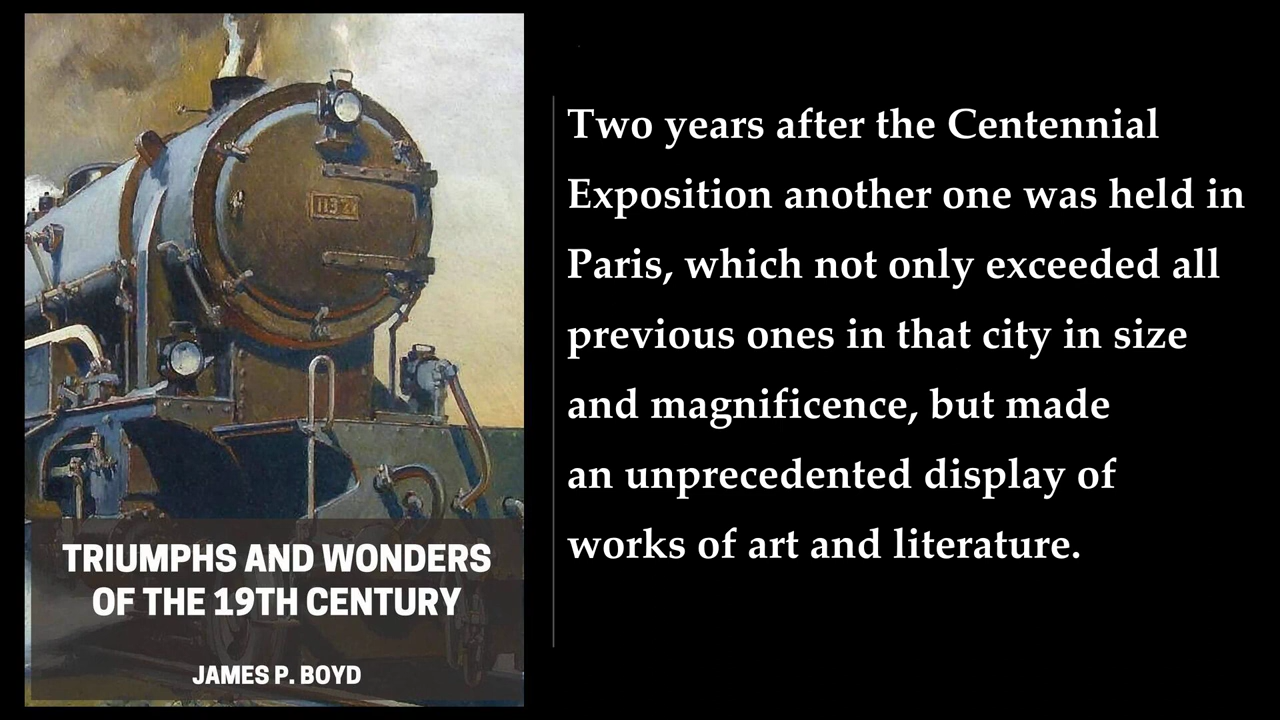 TRIUMPHS AND WONDERS
OF THE 19TH CENTURY
JAMES P. BOYD
Two years after the Centennial
Exposition another one was held in
Paris, which not only exceeded all
previous ones in that city in size
and magnificence, but made
an unprecedented display of
works of art and literature.